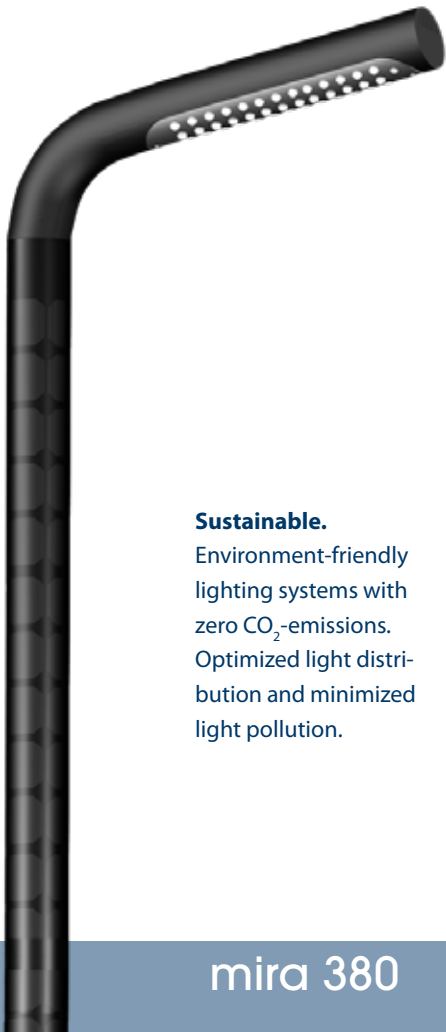 Sustainable.
Environment-friendly
lighting systems with
zero CO₂-emissions.
Optimized light distri-
bution and minimized
light pollution.
mira 380